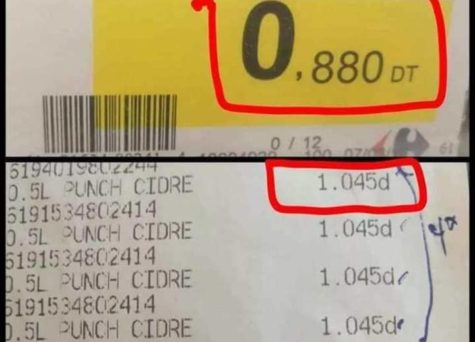 0,880 DT
0 / 12
6194019802244
0.5L PUNCH CIDRE 1.045d
6191534802414
0.5L PUNCH CIDRE 1.045d
6191534802414
0.5L PUNCH CIDRE 1.045d
6191534802414
0.5L PUNCH CIDRE 1.045d